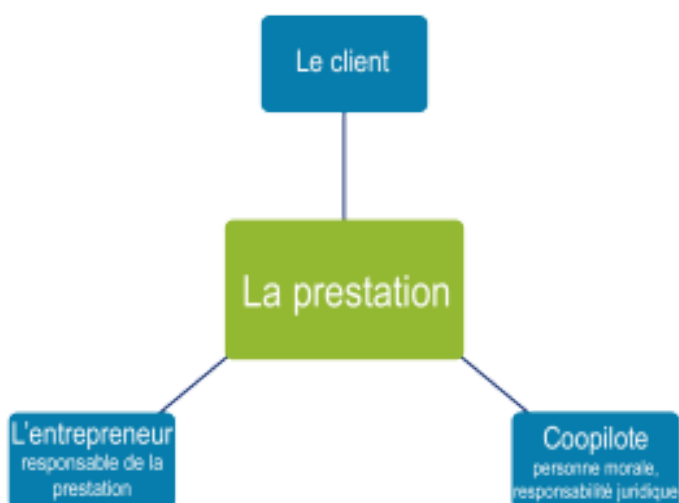 Le client
La prestation
L'entrepreneur
responsable de la
prestation
Coopilote
personne morale,
responsabilité juridique